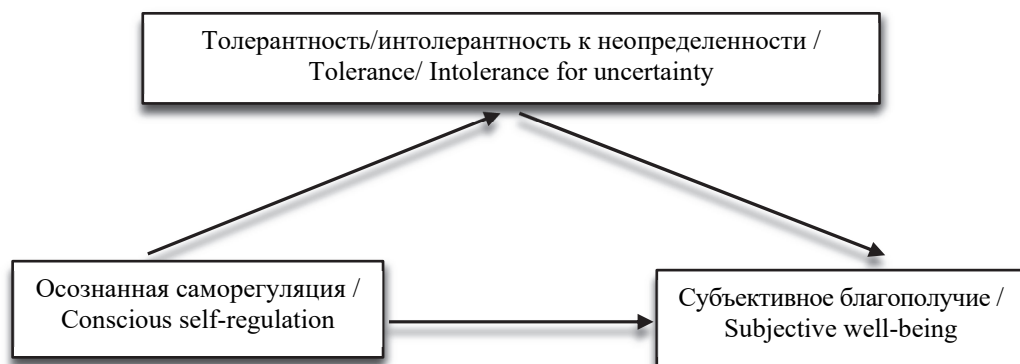 Толерантность/интолерантность к неопределенности /
Tolerance/ Intolerance for uncertainty
Осознанная саморегуляция /
Conscious self-regulation
Субъективное благополучие /
Subjective well-being